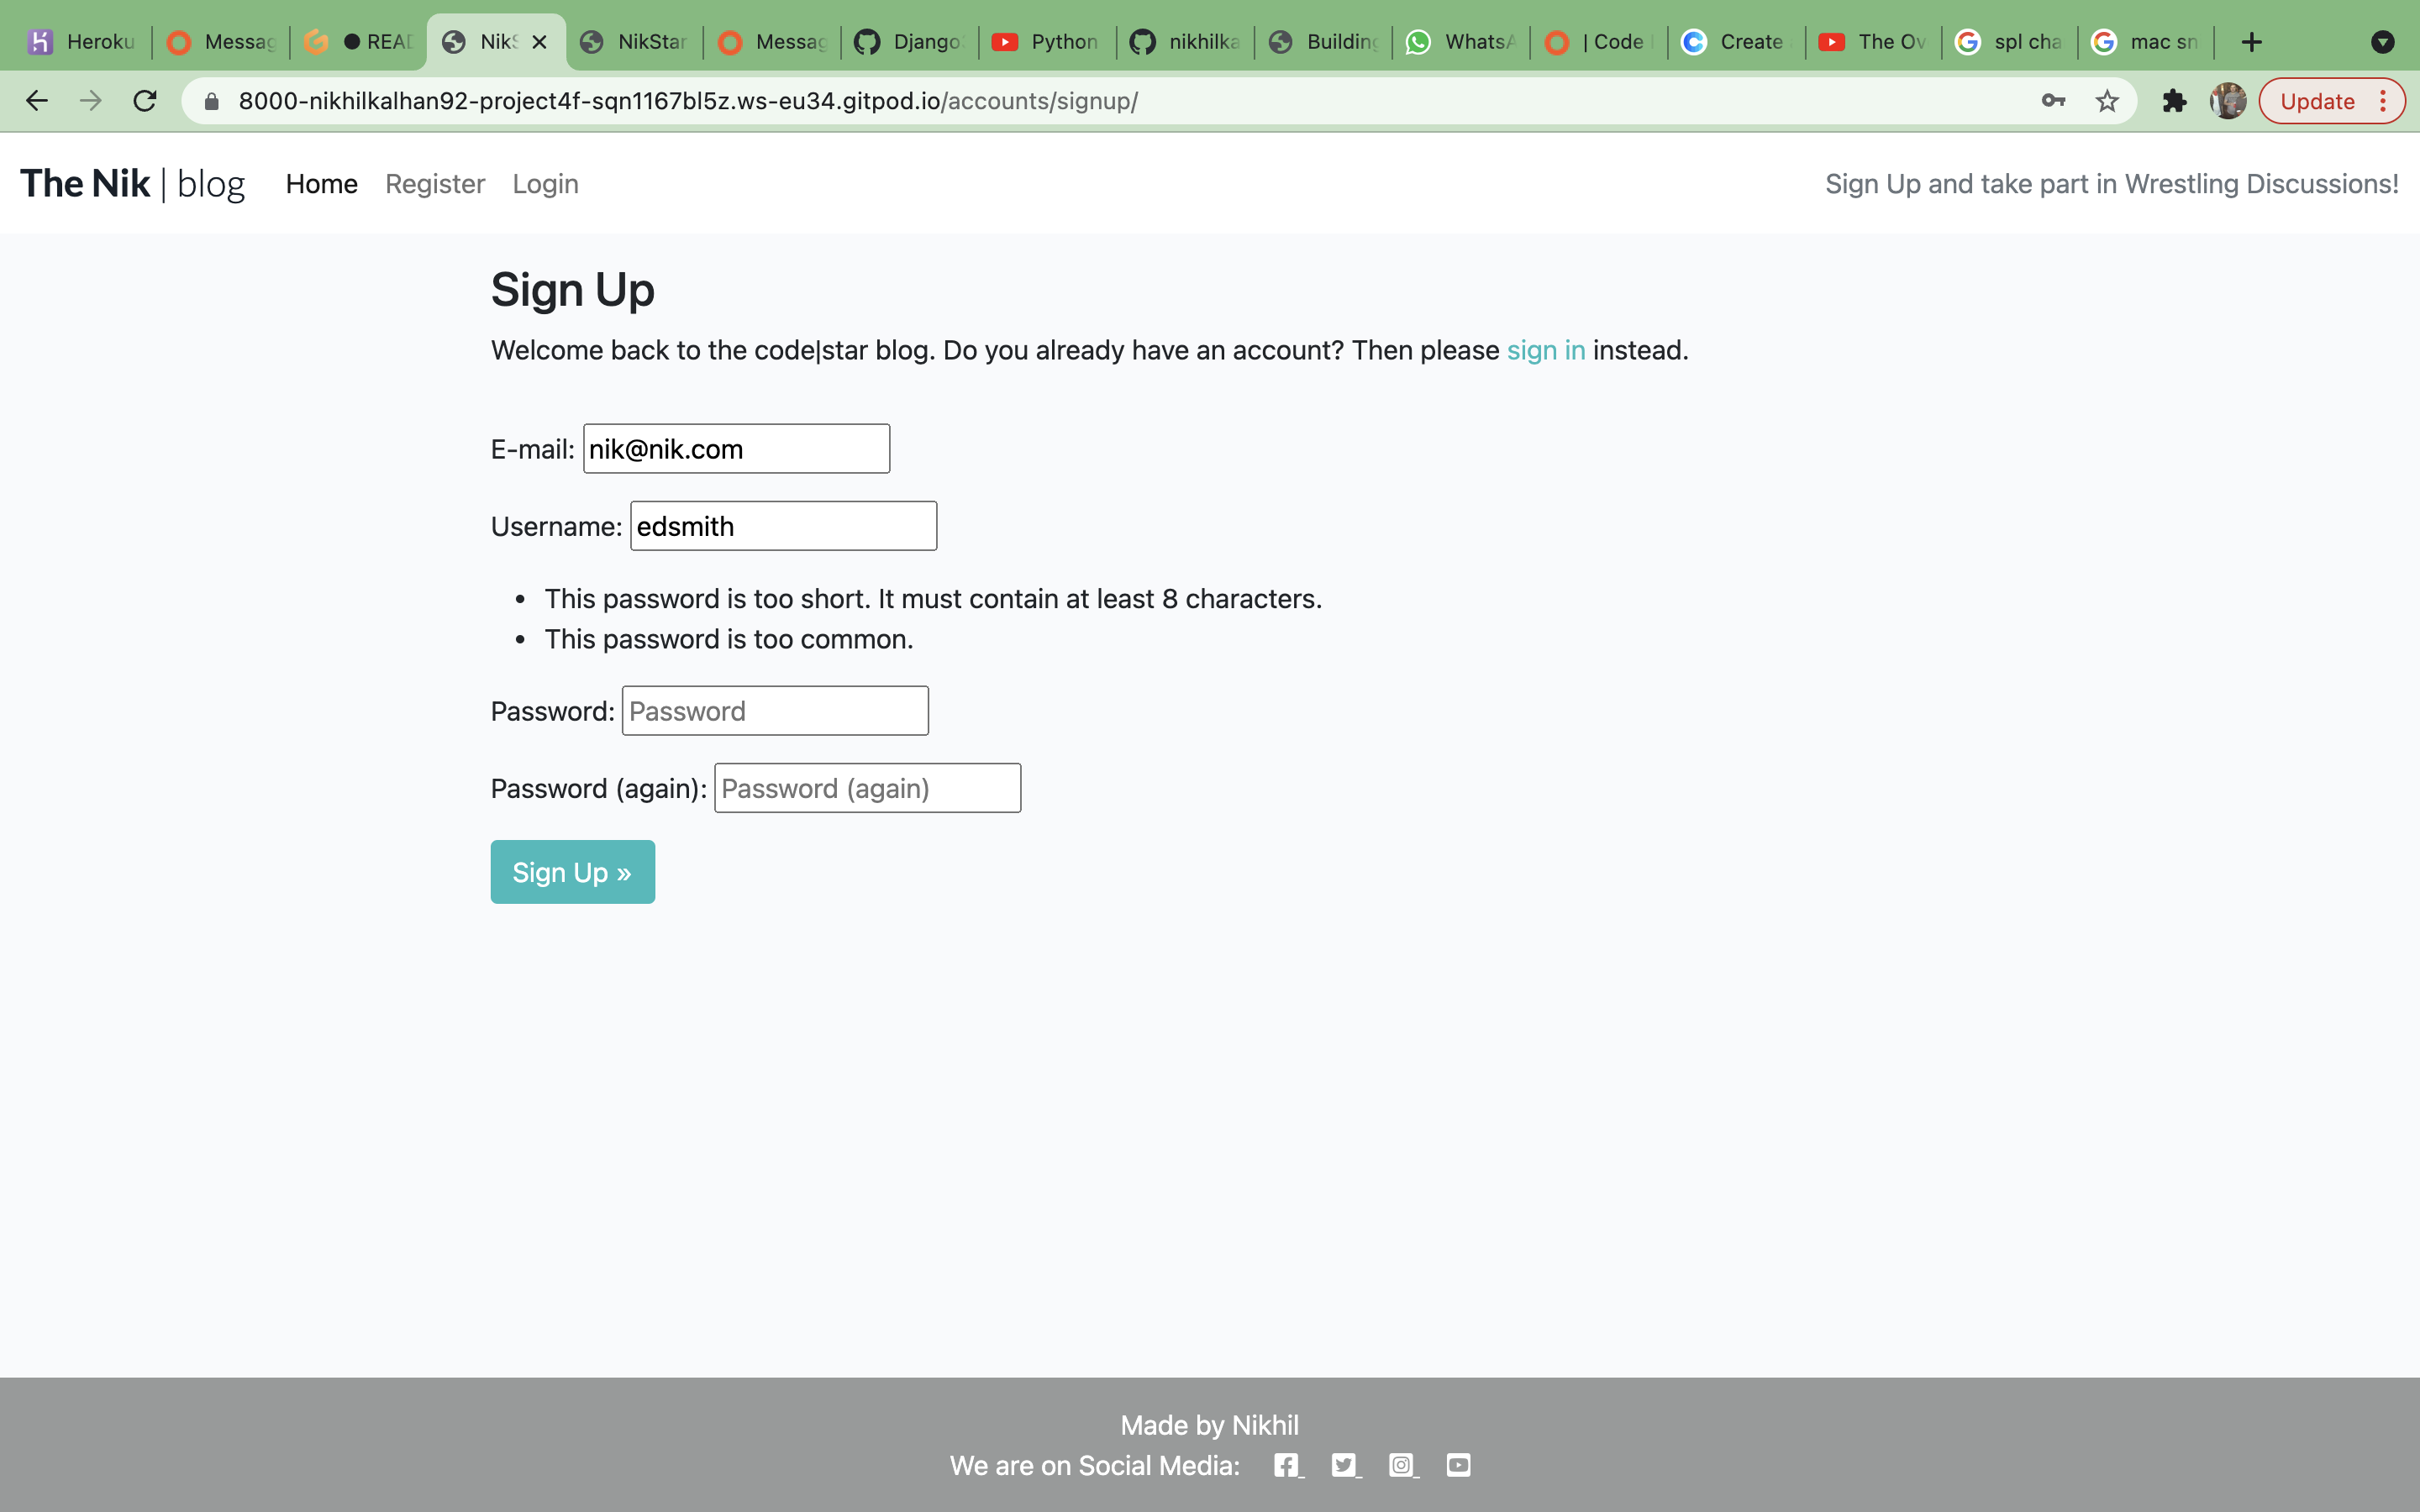 Heroku Messag READ NikS NikStar Messag Django Python nikhilka Building WhatsA | Code Create The Ov spl cha mac sn
8000-nikhilkalhan92-project4f-sqn1167bl5z.ws-eu34.gitpod.io/accounts/signup/ Update
The Nik | blog Home Register Login Sign Up and take part in Wrestling Discussions!
Sign Up
Welcome back to the code|star blog. Do you already have an account? Then please sign in instead.
E-mail: nik@nik.com
Username: edsmith
• This password is too short. It must contain at least 8 characters.
• This password is too common.
Password: Password
Password (again): Password (again)
Sign Up »
Made by Nikhil
We are on Social Media: